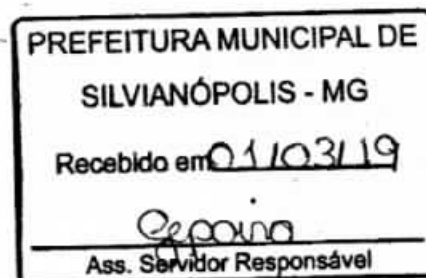 PREFEITURA MUNICIPAL DE
SILVIANÓPOLIS - MG
Recebido em 01/03/19
Ass. Servidor Responsável